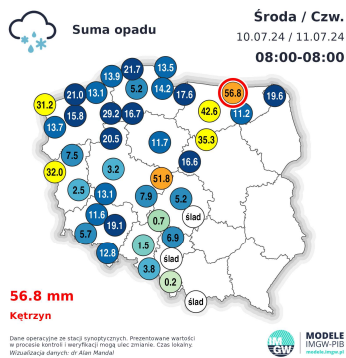 Suma opadu
Środa / Czw.
10.07.24 / 11.07.24
08:00-08:00
13.9
21.7
13.5
21.0
13.1
5.2
14.2
17.6
56.8
19.6
31.2
15.8
29.2
16.7
42.6
11.2
13.7
20.5
11.7
35.3
7.5
3.2
16.6
32.0
2.5
13.1
51.8
7.9
5.2
11.6
19.1
0.7
ślad
5.7
1.5
6.9
12.8
3.8
ślad
0.2
ślad
56.8 mm
Kętrzyn
Dane operacyjne ze stacji synoptycznych. Prezentowane wartości
w procesie kontroli i weryfikacji mogą ulec zmianie. Czas lokalny.
Wizualizacja danych: dr Alan Mandal
IM
GW
MODELE
IMGW-PIB
modele.imgw.pl